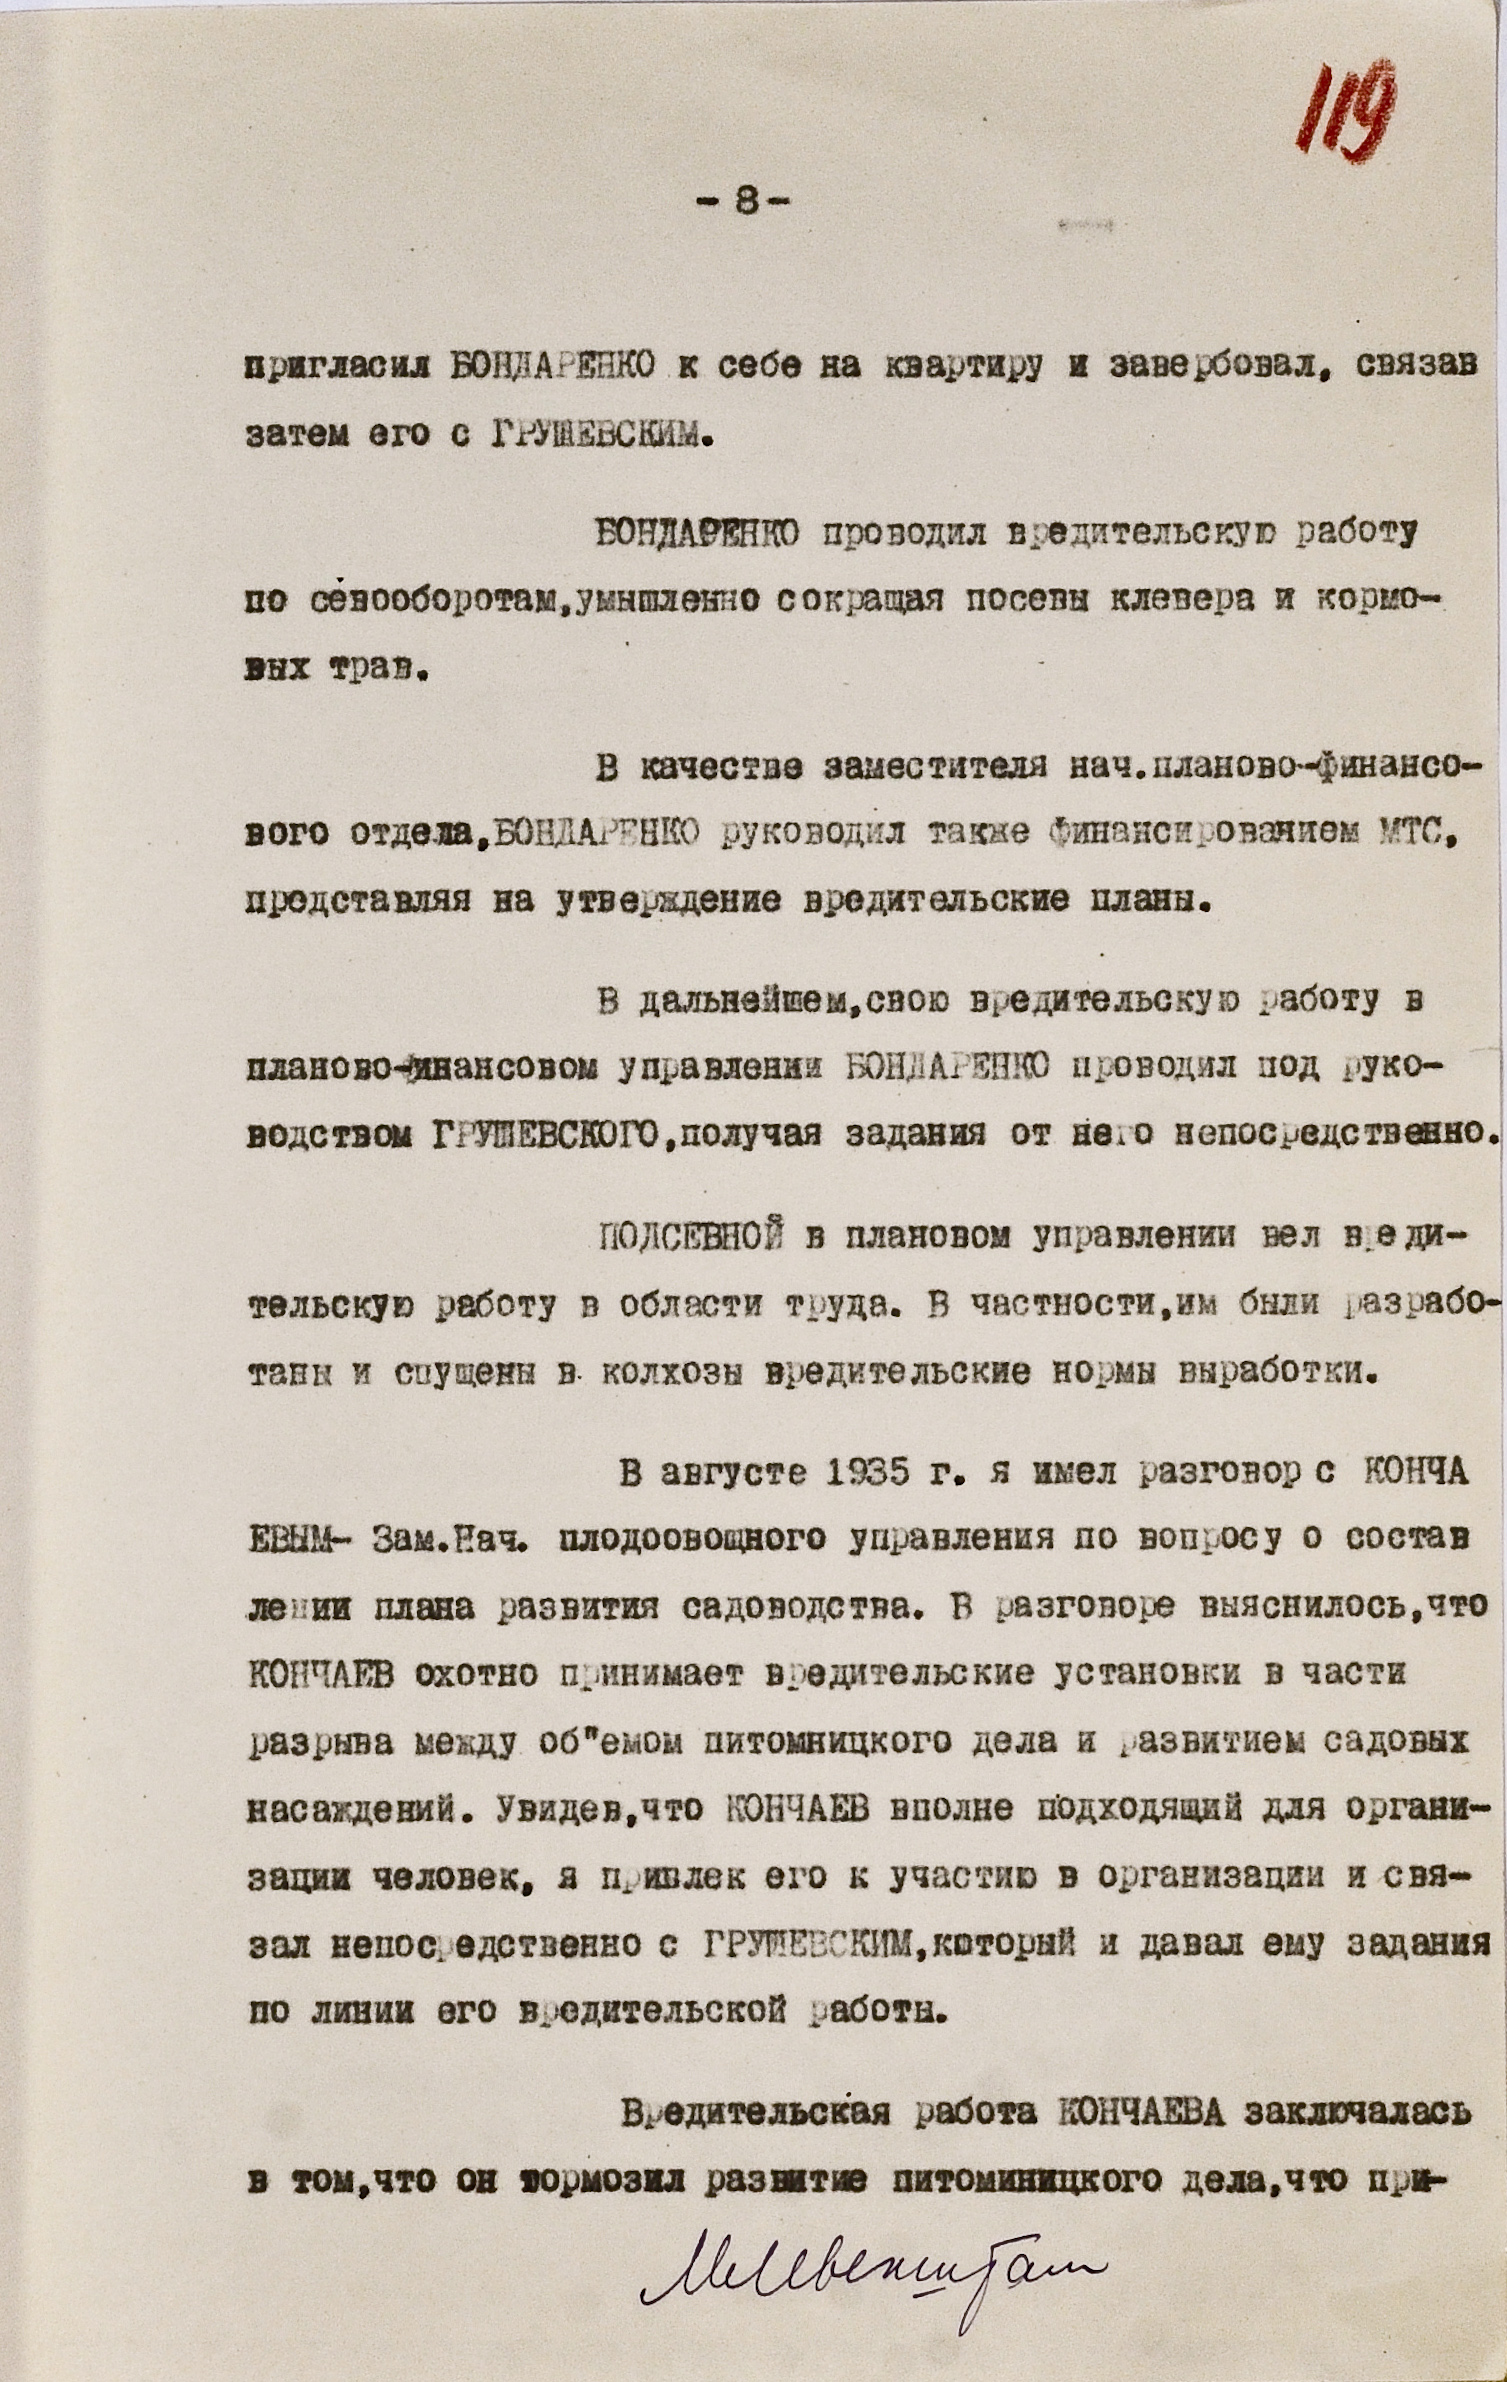 119
- 8 -
пригласил БОНДАРЕНКО к себе на квартиру и завербовал, связав
затем его с ГРУШЕВСКИМ.
БОНДАРЕНКО проводил вредительскую работу
по севооборотам,умышленно сокращая посевы клевера и кормо-
вых трав.
В качестве заместителя нач.планово-финансо-
вого отдела,БОНДАРЕНКО руководил также финансированием МТС,
представляя на утверждение вредительские планы.
В дальнейшем,свою вредительскую работу в
планово-финансовом управлении БОНДАРЕНКО проводил под руко-
водством ГРУШЕВСКОГО,получая задания от него непосредственно.
ПОДСЕВНОЙ в плановом управлении вел вреди-
тельскую работу в области труда. В частности,им были разрабо-
таны и спущены в колхозы вредительские нормы выработки.
В августе 1935 г. я имел разговор с КОНЧА
ЕВЫМ- Зам.Нач. плодоовощного управления по вопросу о состав
лении плана развития садоводства. В разговоре выяснилось,что
КОНЧАЕВ охотно принимает вредительские установки в части
разрыва между об"емом питомницкого дела и развитием садовых
насаждений. Увидев,что КОНЧАЕВ вполне подходящий для органи-
зации человек, я привлек его к участию в организации и свя-
зал непосредственно с ГРУШЕВСКИМ,который и давал ему задания
по линии его вредительской работы.
Вредительская работа КОНЧАЕВА заключалась
в том,что он тормозил развитие питоминицкого дела,что при-